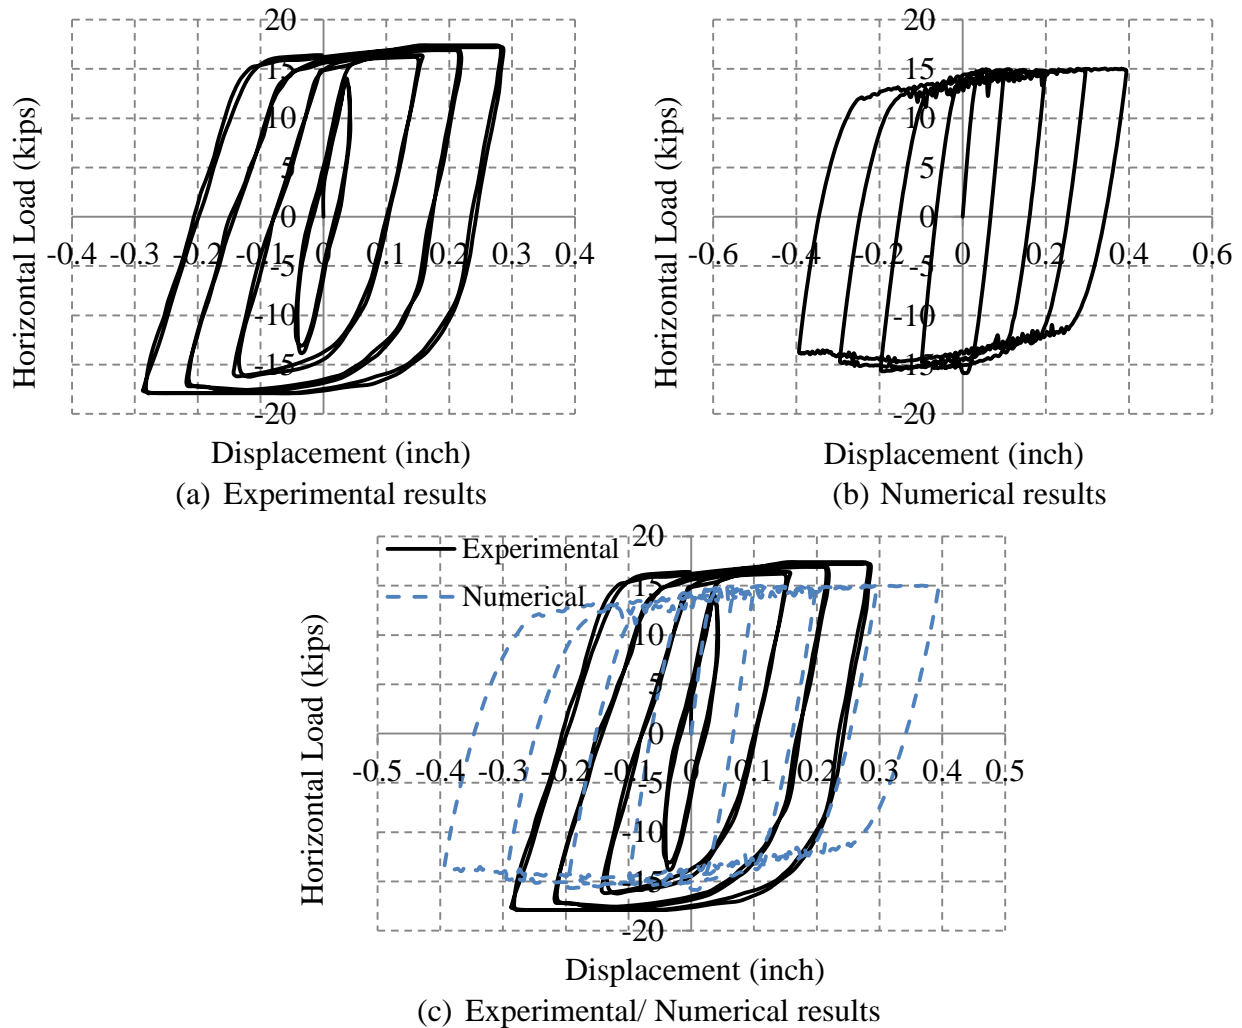 20
15
10
5
0
-5
-10
-15
-20
-0.4 -0.3 -0.2 -0.1 0 0.1 0.2 0.3 0.4
Horizontal Load (kips)
Displacement (inch)
(a) Experimental results
20
15
10
5
0
-5
-10
-15
-20
-0.6 -0.4 -0.2 0 0.2 0.4 0.6
Horizontal Load (kips)
Displacement (inch)
(b) Numerical results
Experimental
Numerical
20
15
10
5
0
-5
-10
-15
-20
-0.5 -0.4 -0.3 -0.2 -0.1 0 0.1 0.2 0.3 0.4 0.5
Horizontal Load (kips)
Displacement (inch)
(c) Experimental/ Numerical results